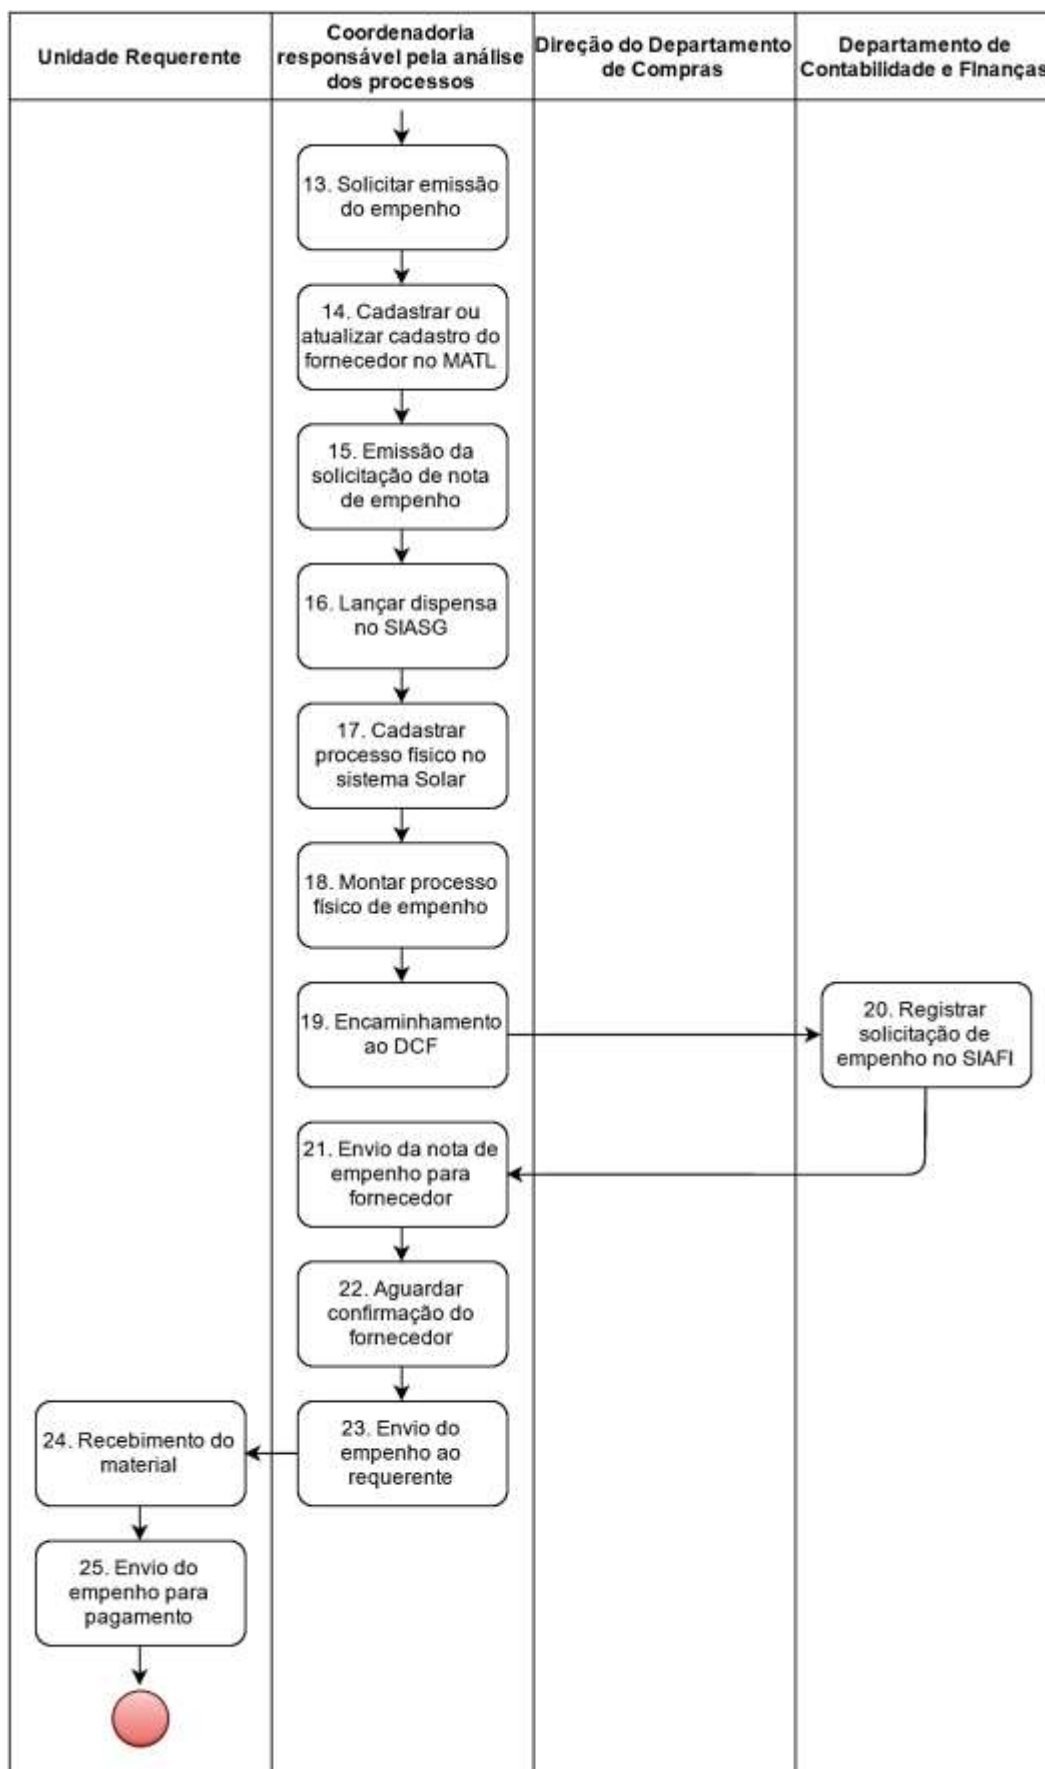 Unidade Requerente
Coordenadoria
responsável pela análise
dos processos
Direção do Departamento
de Compras
Departamento de
Contabilidade e Finanças
13. Solicitar emissão
do empenho
14. Cadastrar ou
atualizar cadastro do
fornecedor no MATL
15. Emissão da
solicitação de nota
de empenho
16. Lançar dispensa
no SIASG
17. Cadastrar
processo físico no
sistema Solar
18. Montar processo
físico de empenho
19. Encaminhamento
ao DCF
20. Registrar
solicitação de
empenho no SIAFI
21. Envio da nota de
empenho para
fornecedor
22. Aguardar
confirmação do
fornecedor
23. Envio do
empenho ao
requerente
24. Recebimento do
material
25. Envio do
empenho para
pagamento